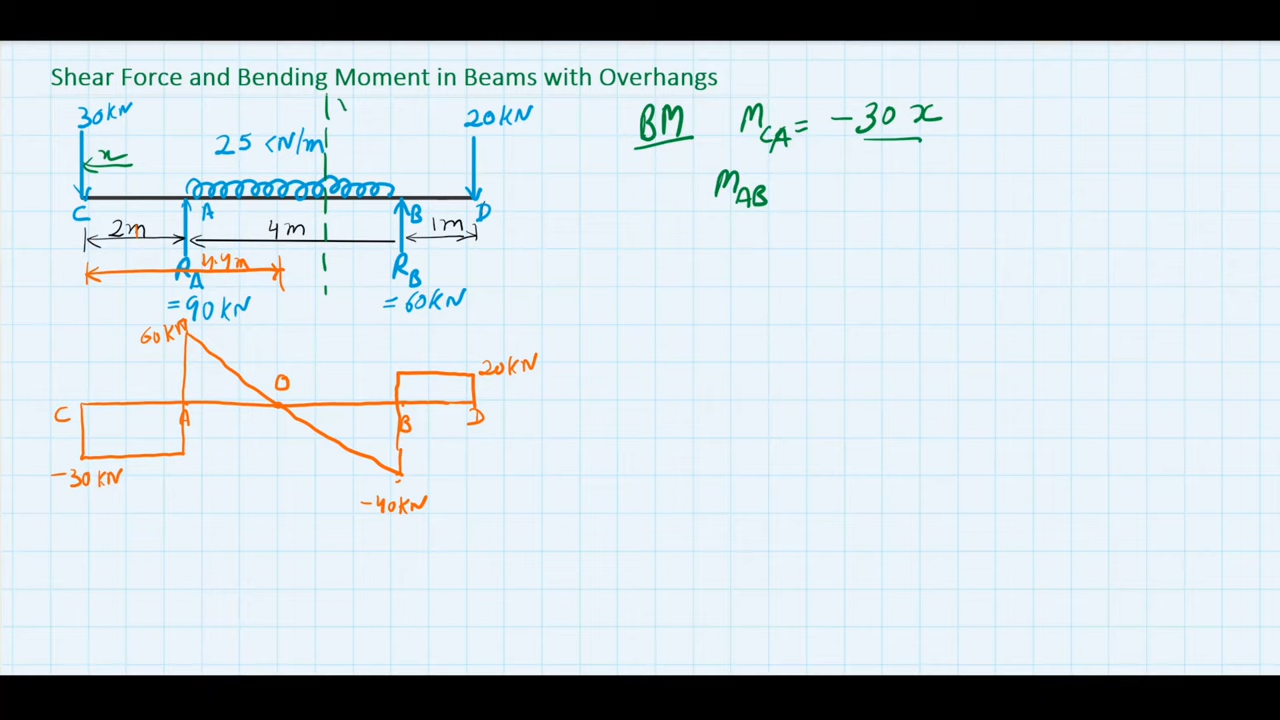 Shear Force and Bending Moment in Beams with Overhangs
30kN
25 kN/m
20kN
x
C
A
B
D
2m
4m
1m
4.4m
RA
=90kN
RB
=60kN
60kN
O
20kN
C
A
B
D
-30kN
-40kN
BM MCA = -30x
MAB